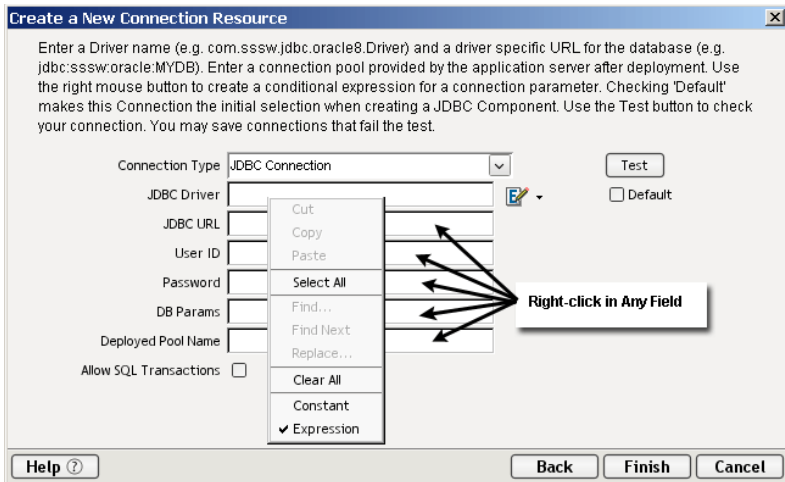 Create a New Connection Resource
Enter a Driver name (e.g. com.sssw.jdbc.oracle8.Driver) and a driver specific URL for the database (e.g.
jdbc:sssw:oracle:MYDB). Enter a connection pool provided by the application server after deployment. Use
the right mouse button to create a conditional expression for a connection parameter. Checking 'Default'
makes this Connection the initial selection when creating a JDBC Component. Use the Test button to check
your connection. You may save connections that fail the test.
Connection Type JDBC Connection Test
JDBC Driver Default
JDBC URL
User ID
Password
DB Params
Deployed Pool Name
Allow SQL Transactions
Cut
Copy
Paste
Select All
Find...
Find Next
Replace...
Clear All
Constant
Expression
Right-click in Any Field
Help Back Finish Cancel